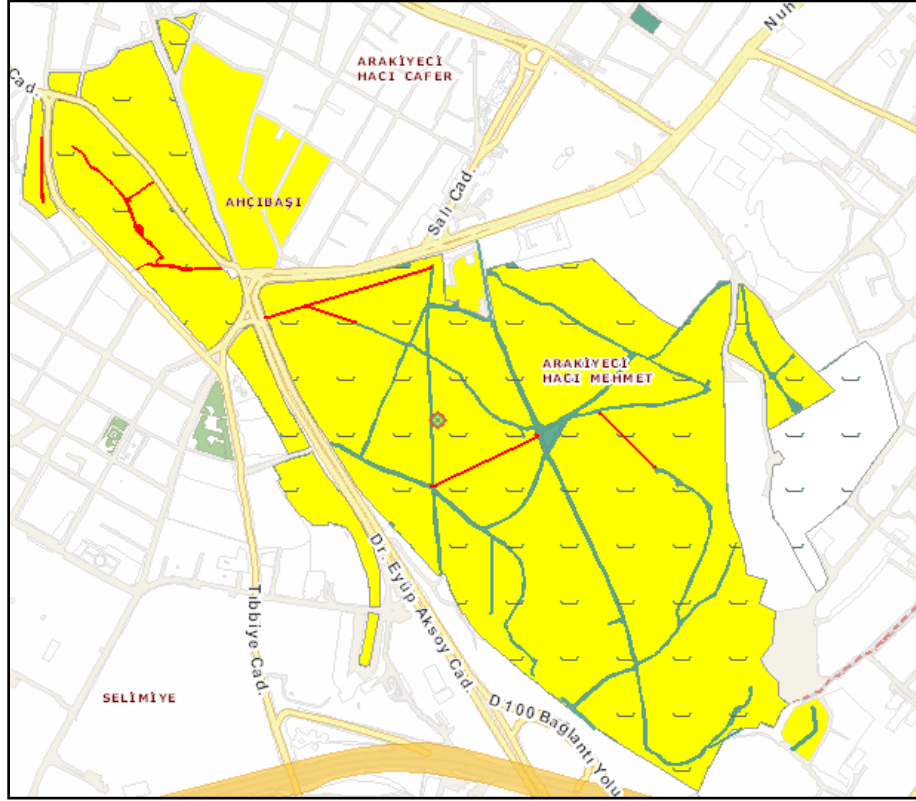 Nuh
ARAKİYECİ
HACI CAFER
Cad.
Salı Cad.
AHÇIBAŞI
ARAKİYECİ
HACI MEHMET
Dr. Eyüp Aksoy Cad.
Tıbbiye Cad.
SELİMİYE
D 100 Bağlantı Yolu